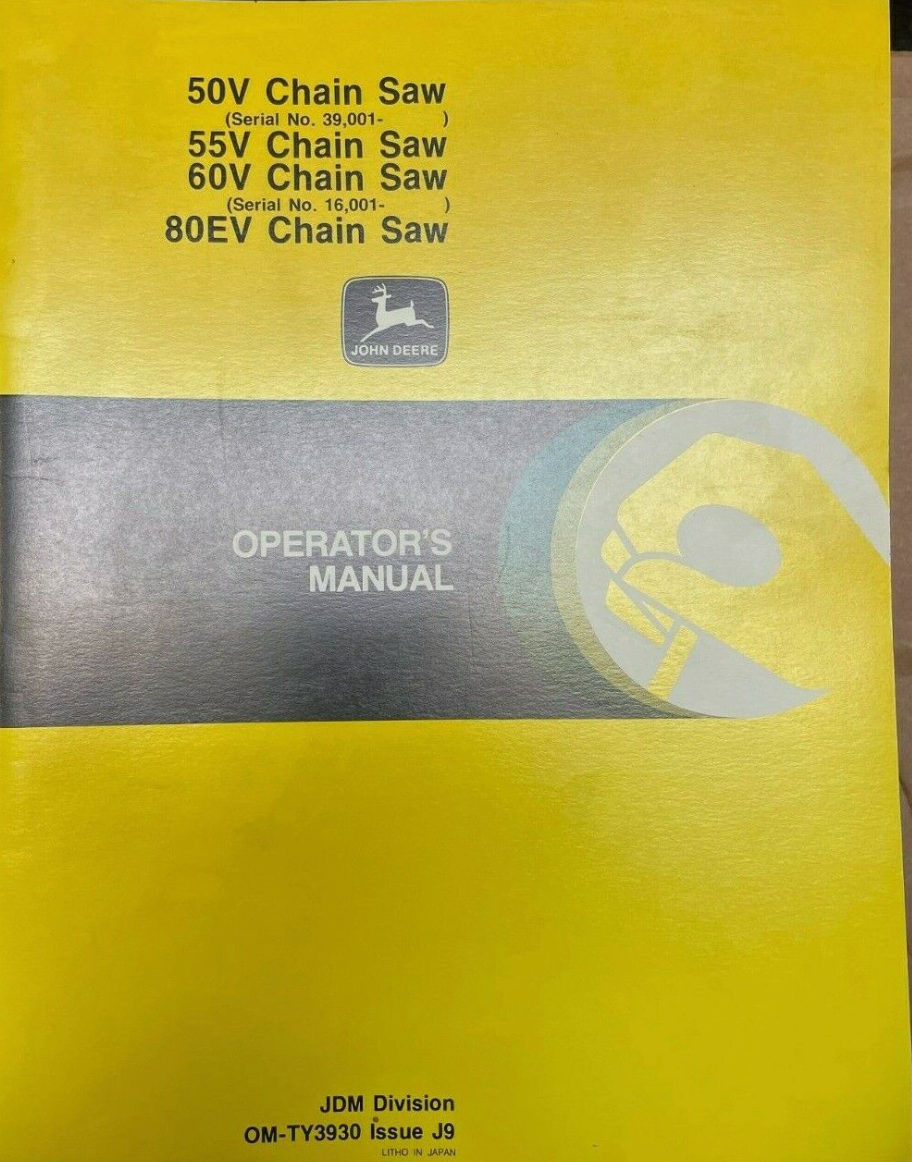 50V Chain Saw
(Serial No. 39,001- )
55V Chain Saw
60V Chain Saw
(Serial No. 16,001- )
80EV Chain Saw
JOHN DEERE
OPERATOR'S
MANUAL
JDM Division
OM-TY3930 Issue J9
LITHO IN JAPAN